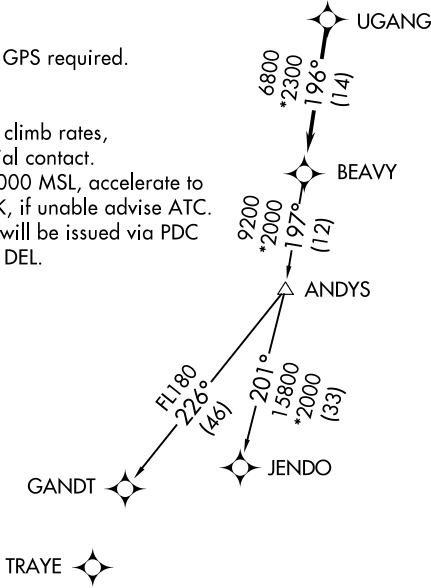 UGANG
GPS required.
6800
*2300
196°
(14)
climb rates,
al contact.
000 MSL, accelerate to
K, if unable advise ATC.
will be issued via PDC
DEL.
BEAVY
9200
*2000
197°
(12)
ANDYS
FL180
226°
(46)
201°
15800
*2000
(33)
JENDO
GANDT
TRAYE